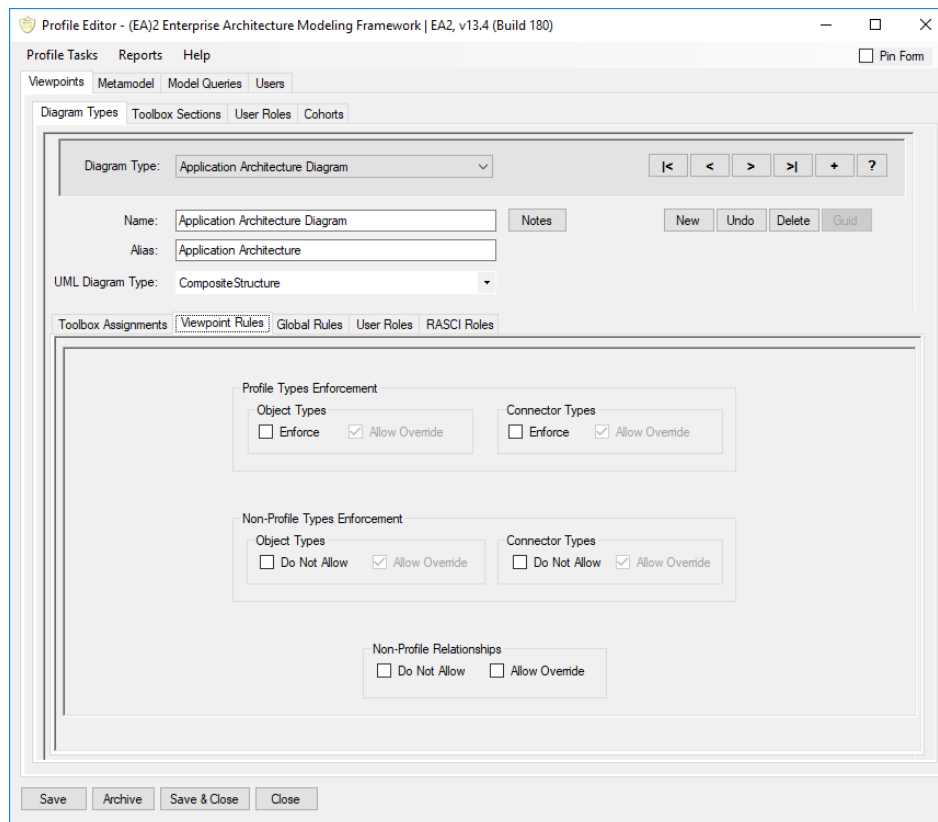 Profile Editor - (EA)2 Enterprise Architecture Modeling Framework | EA2, v13.4 (Build 180)
Profile Tasks Reports Help Pin Form
Viewpoints Metamodel Model Queries Users
Diagram Types Toolbox Sections User Roles Cohorts
Diagram Type: Application Architecture Diagram |< < > >| + ?
Name: Application Architecture Diagram Notes New Undo Delete Guid
Alias: Application Architecture
UML Diagram Type: CompositeStructure
Toolbox Assignments Viewpoint Rules Global Rules User Roles RASCI Roles
Profile Types Enforcement
Object Types Connector Types
Enforce Allow Override Enforce Allow Override
Non-Profile Types Enforcement
Object Types Connector Types
Do Not Allow Allow Override Do Not Allow Allow Override
Non-Profile Relationships
Do Not Allow Allow Override
Save Archive Save & Close Close